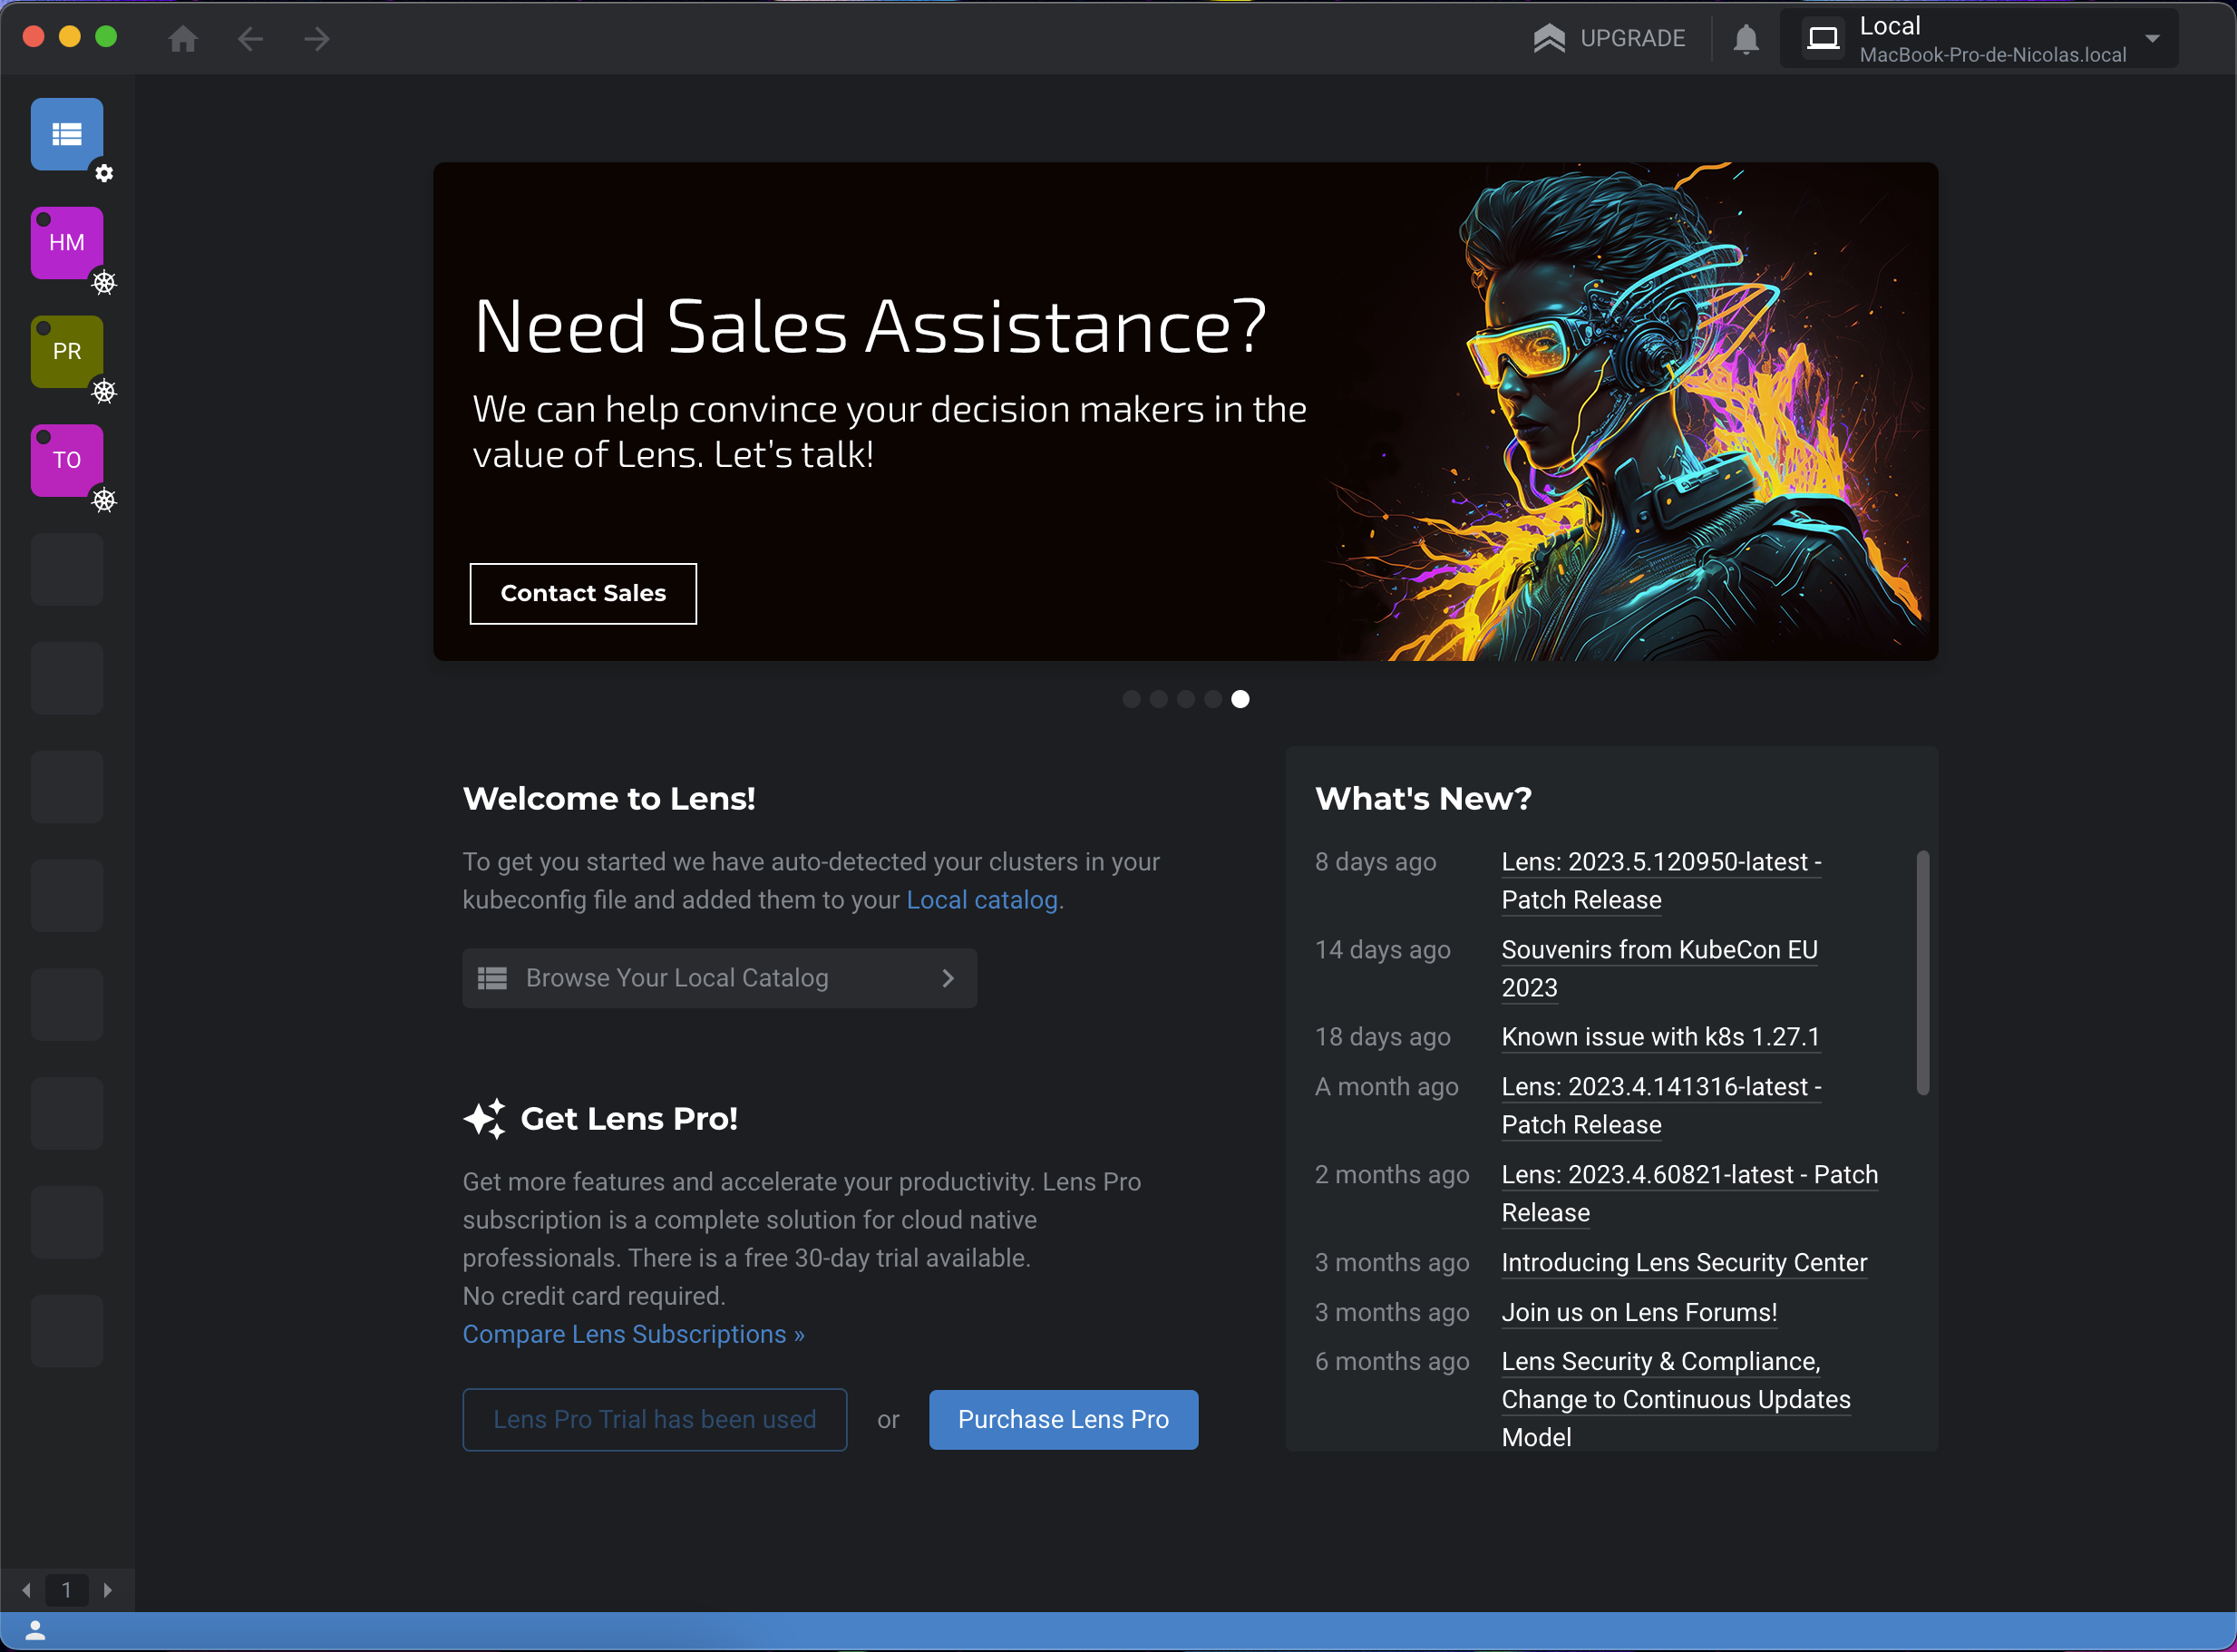 UPGRADE
Local
MacBook-Pro-de-Nicolas.local
HM
PR
TO
Need Sales Assistance?
We can help convince your decision makers in the
value of Lens. Let's talk!
Contact Sales
Welcome to Lens!
To get you started we have auto-detected your clusters in your
kubeconfig file and added them to your Local catalog.
Browse Your Local Catalog
Get Lens Pro!
Get more features and accelerate your productivity. Lens Pro
subscription is a complete solution for cloud native
professionals. There is a free 30-day trial available.
No credit card required.
Compare Lens Subscriptions »
Lens Pro Trial has been used
or
Purchase Lens Pro
What's New?
8 days ago Lens: 2023.5.120950-latest -
Patch Release
14 days ago Souvenirs from KubeCon EU
2023
18 days ago Known issue with k8s 1.27.1
A month ago Lens: 2023.4.141316-latest -
Patch Release
2 months ago Lens: 2023.4.60821-latest - Patch
Release
3 months ago Introducing Lens Security Center
3 months ago Join us on Lens Forums!
6 months ago Lens Security & Compliance,
Change to Continuous Updates
Model
1